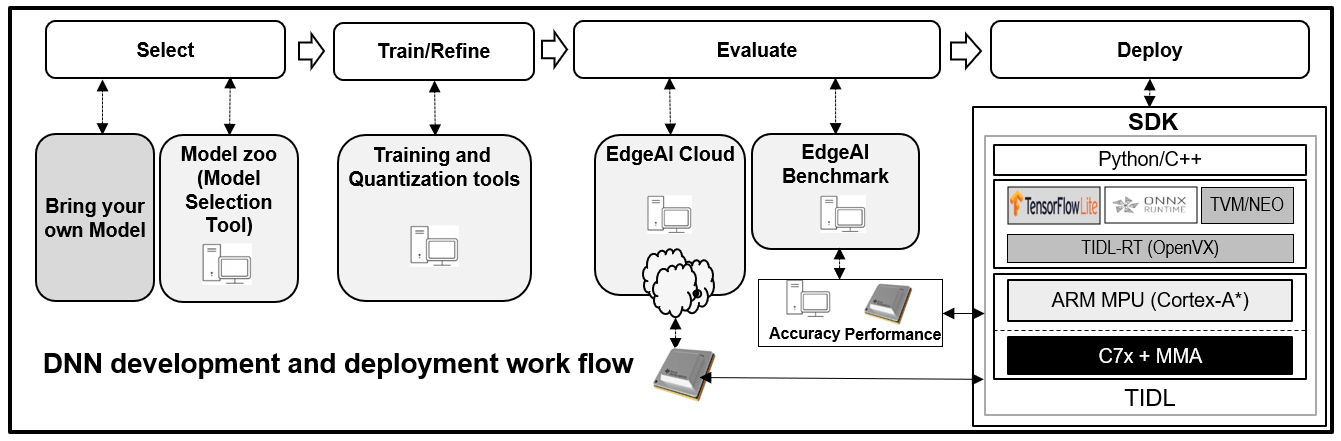 Select
Train/Refine
Evaluate
Deploy
Bring your
own Model
Model zoo
(Model
Selection
Tool)
Training and
Quantization tools
EdgeAI Cloud
EdgeAI
Benchmark
Accuracy Performance
SDK
Python/C++
TensorFlowLite
ONNX
RUNTIME
TVM/NEO
TIDL-RT (OpenVX)
ARM MPU (Cortex-A*)
C7x + MMA
TIDL
DNN development and deployment work flow